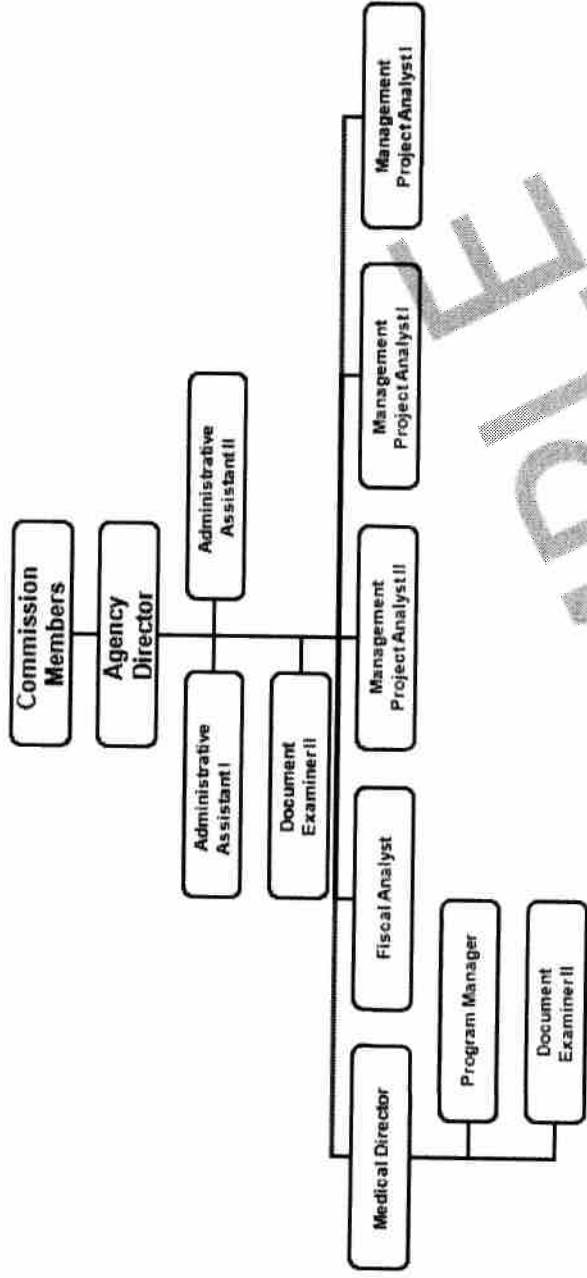 Commission
Members
Agency
Director
Administrative
Assistant I
Administrative
Assistant II
Document
Examiner II
Medical Director
Fiscal Analyst
Management
Project Analyst II
Management
Project Analyst I
Management
Project Analyst I
Program Manager
Document
Examiner II